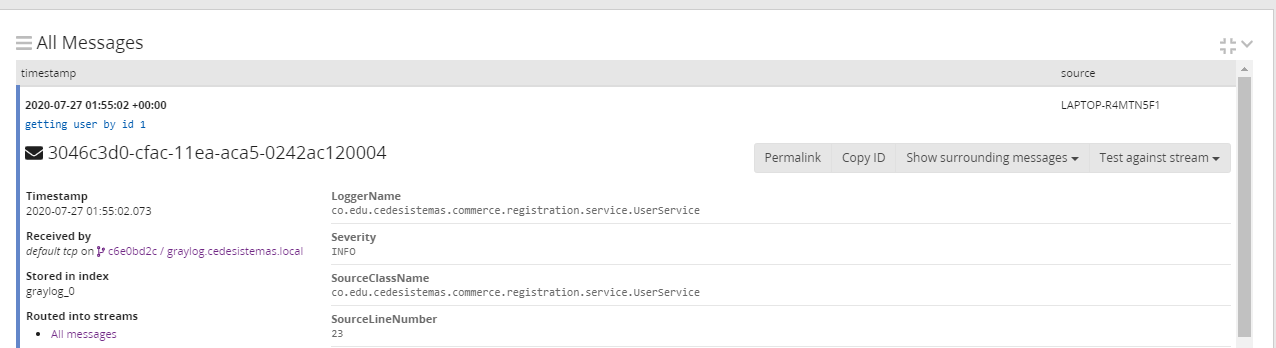 All Messages
timestamp source
2020-07-27 01:55:02 +00:00 LAPTOP-R4MTN5F1
getting user by id 1
3046c3d0-cfac-11ea-aca5-0242ac120004
Permalink Copy ID Show surrounding messages Test against stream
Timestamp
2020-07-27 01:55:02.073
Received by
default tcp on c6e0bd2c / graylog.cedesistemas.local
Stored in index
graylog_0
Routed into streams
All messages
LoggerName
co.edu.cedesistemas.commerce.registration.service.UserService
Severity
INFO
SourceClassName
co.edu.cedesistemas.commerce.registration.service.UserService
SourceLineNumber
23